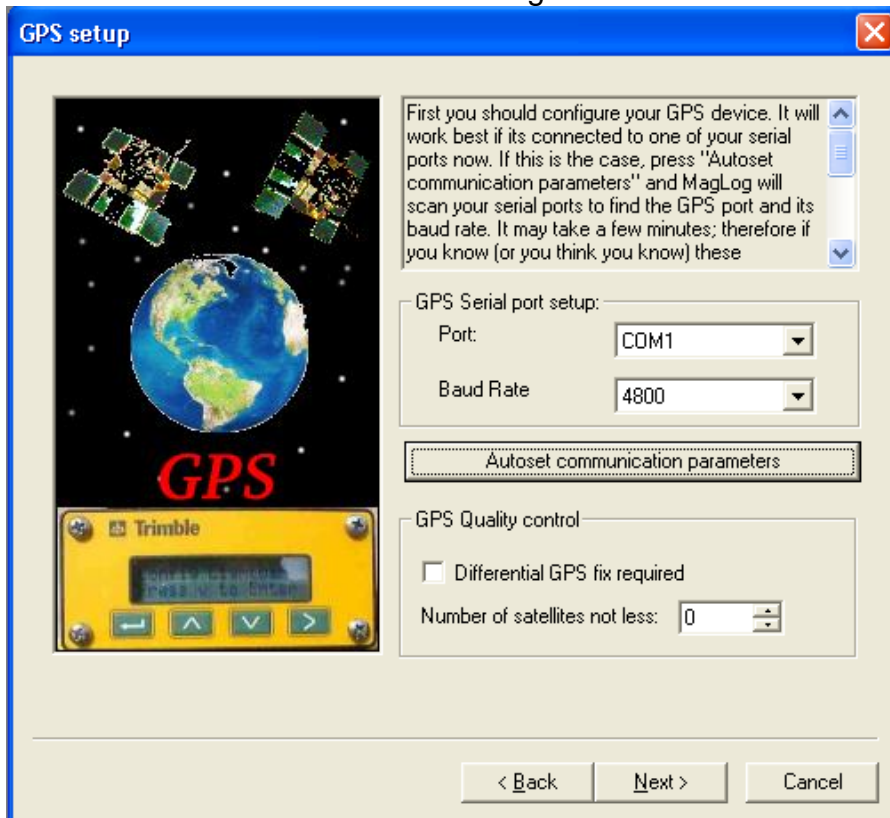 GPS setup
First you should configure your GPS device. It will
work best if its connected to one of your serial
ports now. If this is the case, press "Autoset
communication parameters" and MagLog will
scan your serial ports to find the GPS port and its
baud rate. It may take a few minutes; therefore if
you know (or you think you know) these
GPS Serial port setup:
Port:
COM1
Baud Rate
4800
Autoset communication parameters
GPS
Trimble
Press v to Enter
GPS Quality control
Differential GPS fix required
Number of satellites not less:
0
< Back
Next >
Cancel